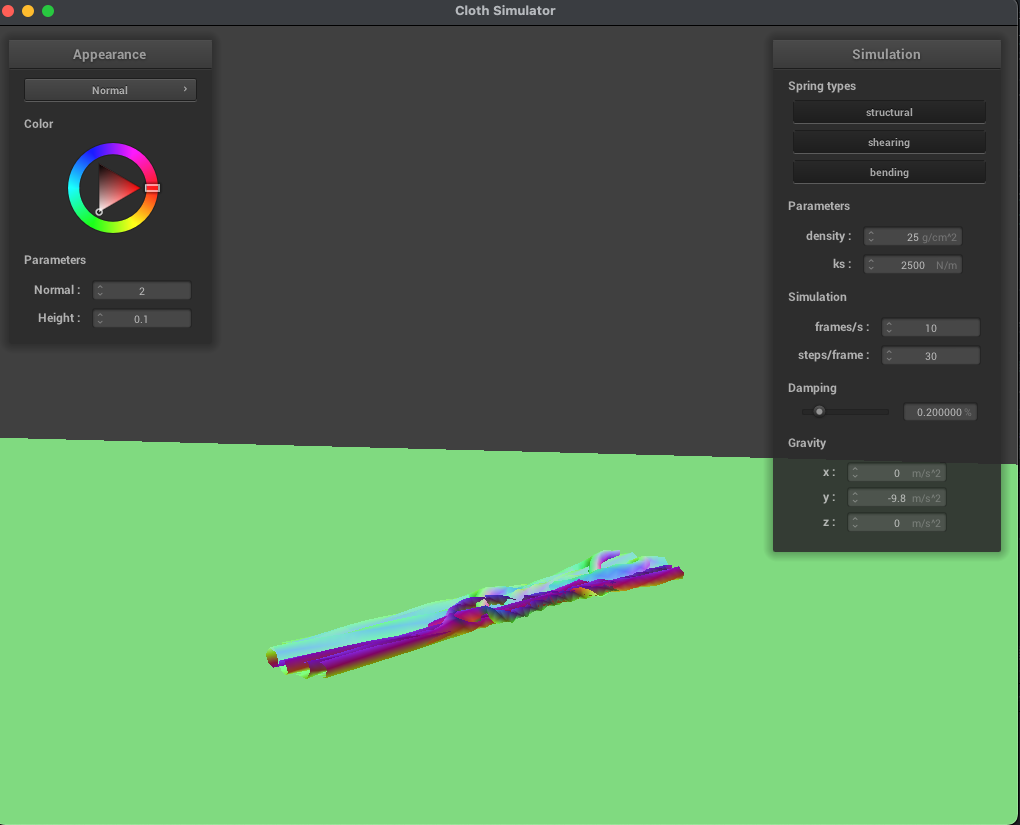 Cloth Simulator
Appearance
Normal ›
Color
Parameters
Normal : 2
Height : 0.1
Simulation
Spring types
structural
shearing
bending
Parameters
density : 25 g/cm^2
ks : 2500 N/m
Simulation
frames/s : 10
steps/frame : 30
Damping
0.200000 %
Gravity
x : 0 m/s^2
y : -9.8 m/s^2
z : 0 m/s^2